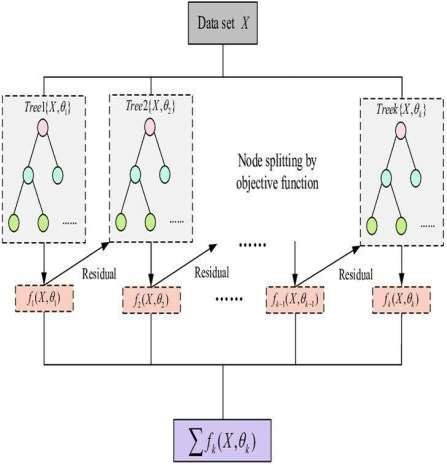 Data set X
Tree1{X,θ₁}
Tree2{X,θ₂}
Treek{X,θₖ}
Node splitting by
objective function
......
......
......
......
Residual
Residual
Residual
f₁(X,θ₁)
f₂(X,θ₂)
......
fₖ₋₁(X,θₖ₋₁)
fₖ(X,θₖ)
∑fₖ(X,θₖ)